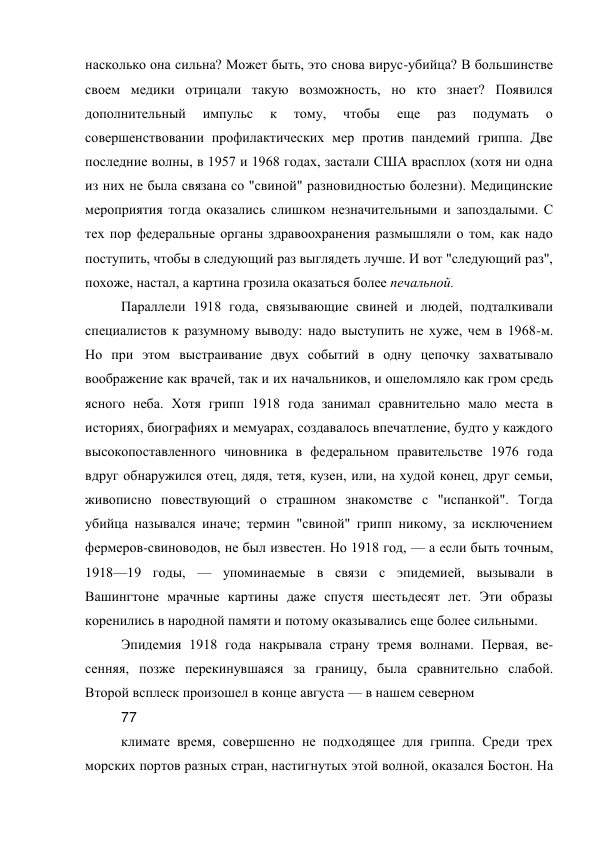 насколько она сильна? Может быть, это снова вирус-убийца? В большинстве
своем медики отрицали такую возможность, но кто знает? Появился
дополнительный импульс к тому, чтобы еще раз подумать о
совершенствовании профилактических мер против пандемий гриппа. Две
последние волны, в 1957 и 1968 годах, застали США врасплох (хотя ни одна
из них не была связана со "свиной" разновидностью болезни). Медицинские
мероприятия тогда оказались слишком незначительными и запоздалыми. С
тех пор федеральные органы здравоохранения размышляли о том, как надо
поступить, чтобы в следующий раз выглядеть лучше. И вот "следующий раз",
похоже, настал, а картина грозила оказаться более печальной.
Параллели 1918 года, связывающие свиней и людей, подталкивали
специалистов к разумному выводу: надо выступить не хуже, чем в 1968-м.
Но при этом выстраивание двух событий в одну цепочку захватывало
воображение как врачей, так и их начальников, и ошеломляло как гром средь
ясного неба. Хотя грипп 1918 года занимал сравнительно мало места в
историях, биографиях и мемуарах, создавалось впечатление, будто у каждого
высокопоставленного чиновника в федеральном правительстве 1976 года
вдруг обнаружился отец, дядя, тетя, кузен, или, на худой конец, друг семьи,
живописно повествующий о страшном знакомстве с "испанкой". Тогда
убийца назывался иначе; термин "свиной" грипп никому, за исключением
фермеров-свиноводов, не был известен. Но 1918 год, — а если быть точным,
1918—19 годы, — упоминаемые в связи с эпидемией, вызывали в
Вашингтоне мрачные картины даже спустя шестьдесят лет. Эти образы
коренились в народной памяти и потому оказывались еще более сильными.
Эпидемия 1918 года накрывала страну тремя волнами. Первая, ве-
сенняя, позже перекинувшаяся за границу, была сравнительно слабой.
Второй всплеск произошел в конце августа — в нашем северном
77
климате время, совершенно не подходящее для гриппа. Среди трех
морских портов разных стран, настигнутых этой волной, оказался Бостон. На